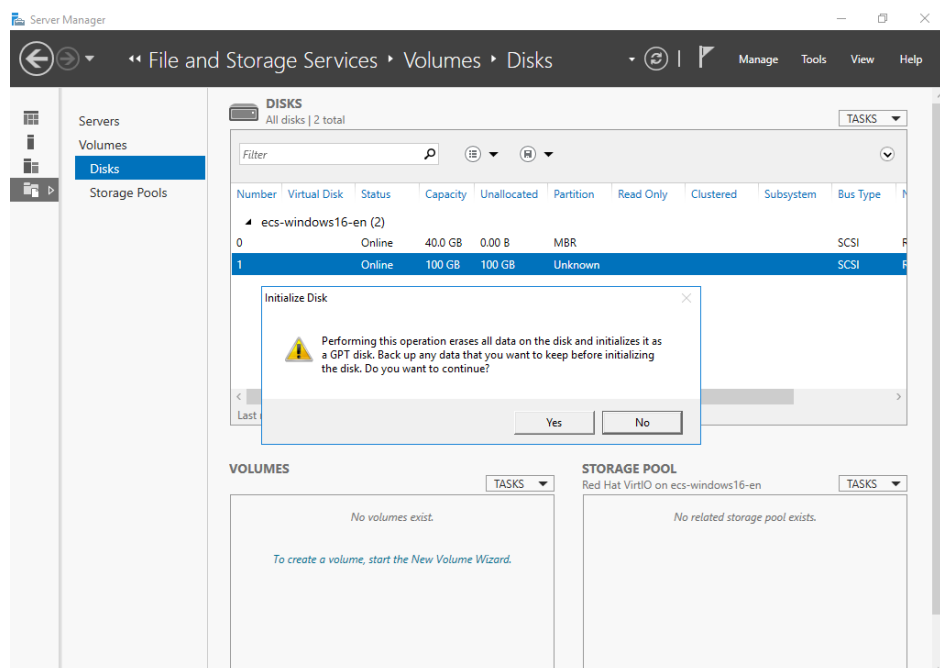 Server Manager
File and Storage Services Volumes Disks
Manage Tools View Help
Servers
Volumes
Disks
Storage Pools
DISKS
All disks | 2 total
TASKS
Filter
Number Virtual Disk Status Capacity Unallocated Partition Read Only Clustered Subsystem Bus Type
ecs-windows16-en (2)
0 Online 40.0 GB 0.00 B MBR SCSI
1 Online 100 GB 100 GB Unknown SCSI
Initialize Disk
Performing this operation erases all data on the disk and initializes it as
a GPT disk. Back up any data that you want to keep before initializing
the disk. Do you want to continue?
Yes No
Last
VOLUMES
TASKS
No volumes exist.
To create a volume, start the New Volume Wizard.
STORAGE POOL
Red Hat VirtIO on ecs-windows16-en
TASKS
No related storage pool exists.